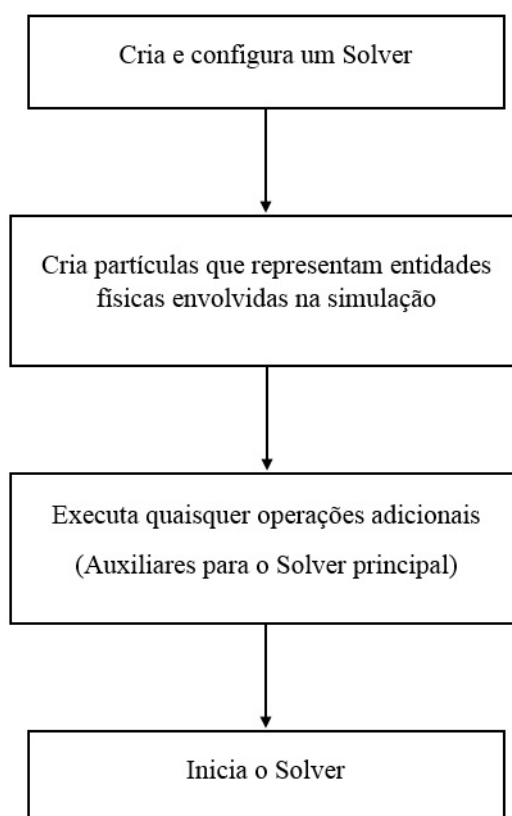 Cria e configura um Solver
Cria partículas que representam entidades
físicas envolvidas na simulação
Executa quaisquer operações adicionais
(Auxiliares para o Solver principal)
Inicia o Solver